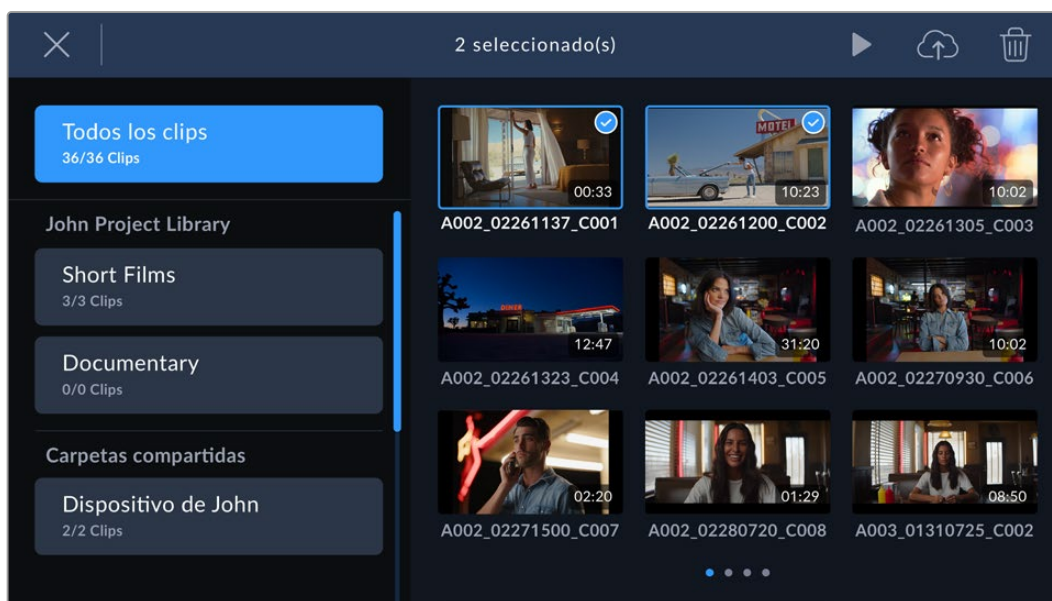 2 seleccionado(s)
Todos los clips
36/36 Clips
John Project Library
Short Films
3/3 Clips
Documentary
0/0 Clips
Carpetas compartidas
Dispositivo de John
2/2 Clips
MOTEL
00:33
10:23
10:02
A002_02261137_C001
A002_02261200_C002
A002_02261305_C003
DINER
12:47
31:20
10:02
A002_02261323_C004
A002_02261403_C005
A002_02270930_C006
02:20
01:29
08:50
A002_02271500_C007
A002_02280720_C008
A003_01310725_C002